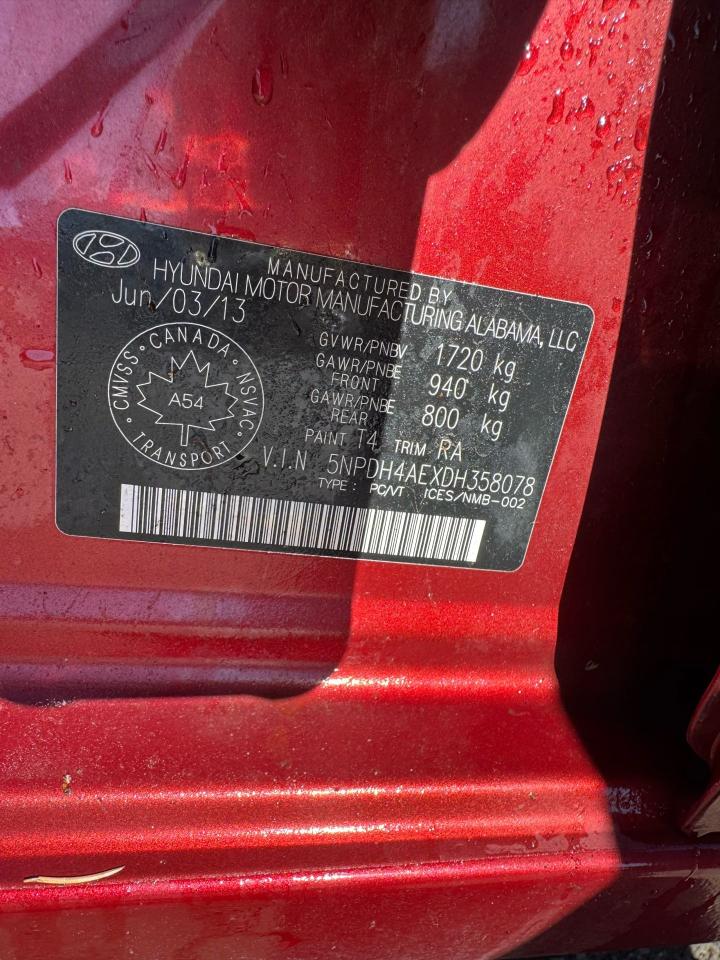 MANUFACTURED BY
HYUNDAI MOTOR MANUFACTURING ALABAMA, LLC
Jun/03/13
GVWR/PNBV 1720 kg
GAWR/PNBE FRONT 940 kg
GAWR/PNBE REAR 800 kg
PAINT T4 TRIM RA
V.I.N 5NPDH4AEXDH358078
TYPE: PC/VT ICES/NMB-002
CANADA
CMVSS • NSVAC
A54
TRANSPORT